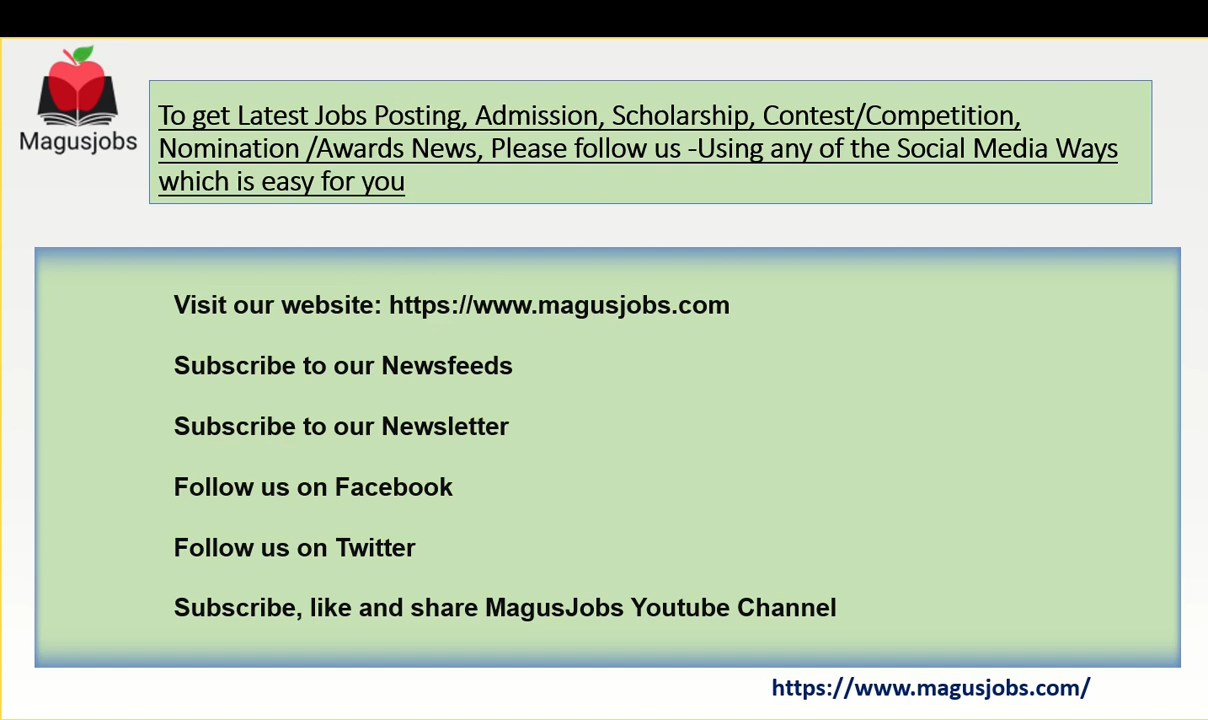 Magusjobs
To get Latest Jobs Posting, Admission, Scholarship, Contest/Competition,
Nomination /Awards News, Please follow us -Using any of the Social Media Ways
which is easy for you
Visit our website: https://www.magusjobs.com
Subscribe to our Newsfeeds
Subscribe to our Newsletter
Follow us on Facebook
Follow us on Twitter
Subscribe, like and share MagusJobs Youtube Channel
https://www.magusjobs.com/